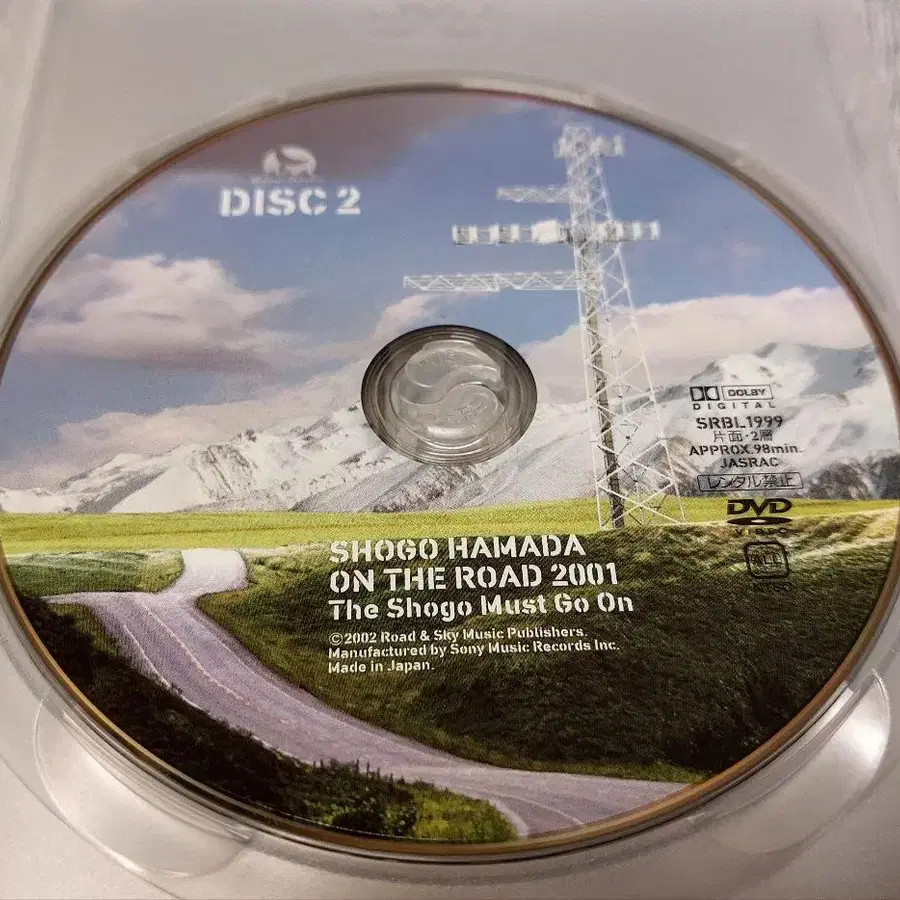 DISC 2
DOLBY
DIGITAL
SRBL1999
片面・2層
APPROX.98min.
JASRAC
レンタル禁止
DVD
VIDEO
SHOGO HAMADA
ON THE ROAD 2001
The Shogo Must Go On
©2002 Road & Sky Music Publishers.
Manufactured by Sony Music Records Inc.
Made in Japan.